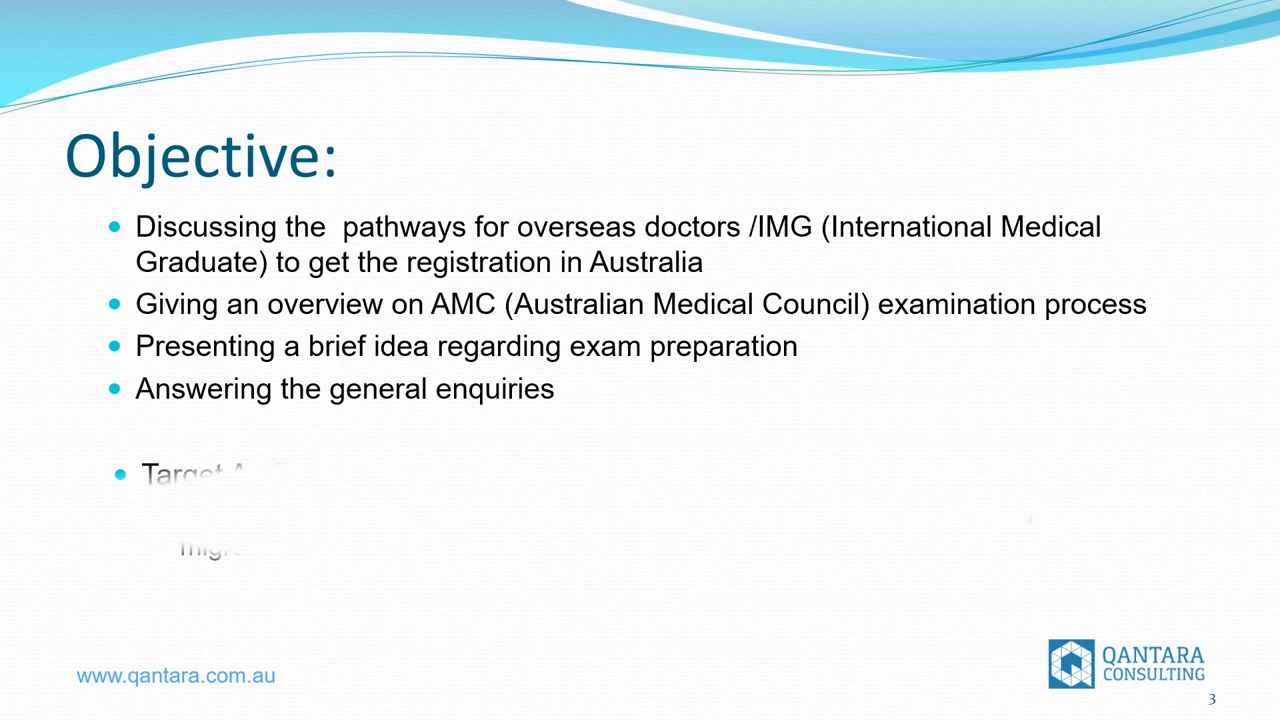 Objective:
• Discussing the  pathways for overseas doctors /IMG (International Medical
Graduate) to get the registration in Australia
• Giving an overview on AMC (Australian Medical Council) examination process
• Presenting a brief idea regarding exam preparation
• Answering the general enquiries
• Target
www.qantara.com.au
QANTARA
CONSULTING
3